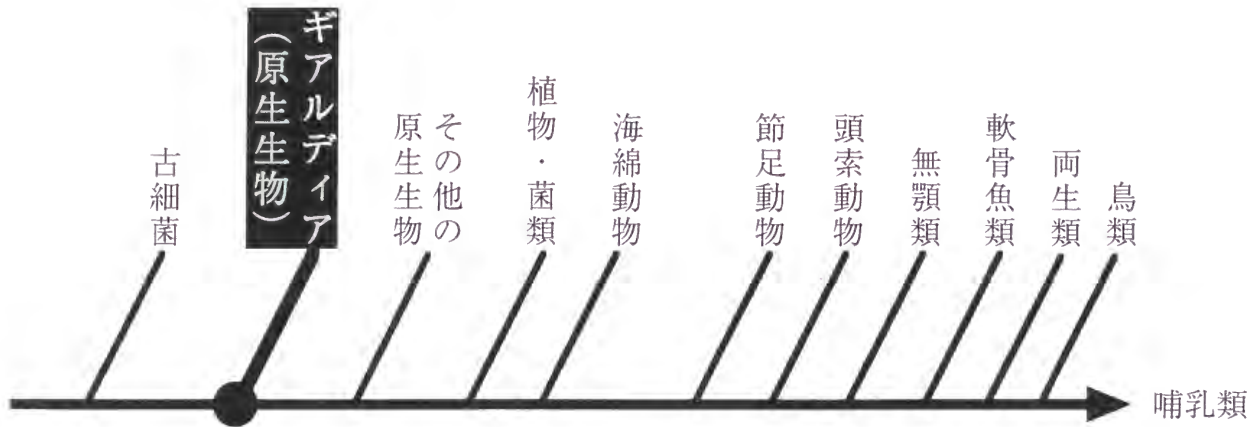 古細菌
ギアルディア
(原生生物)
その他の
原生生物
植物・菌類
海綿動物
節足動物
頭索動物
無顎類
軟骨魚類
両生類
鳥類
哺乳類